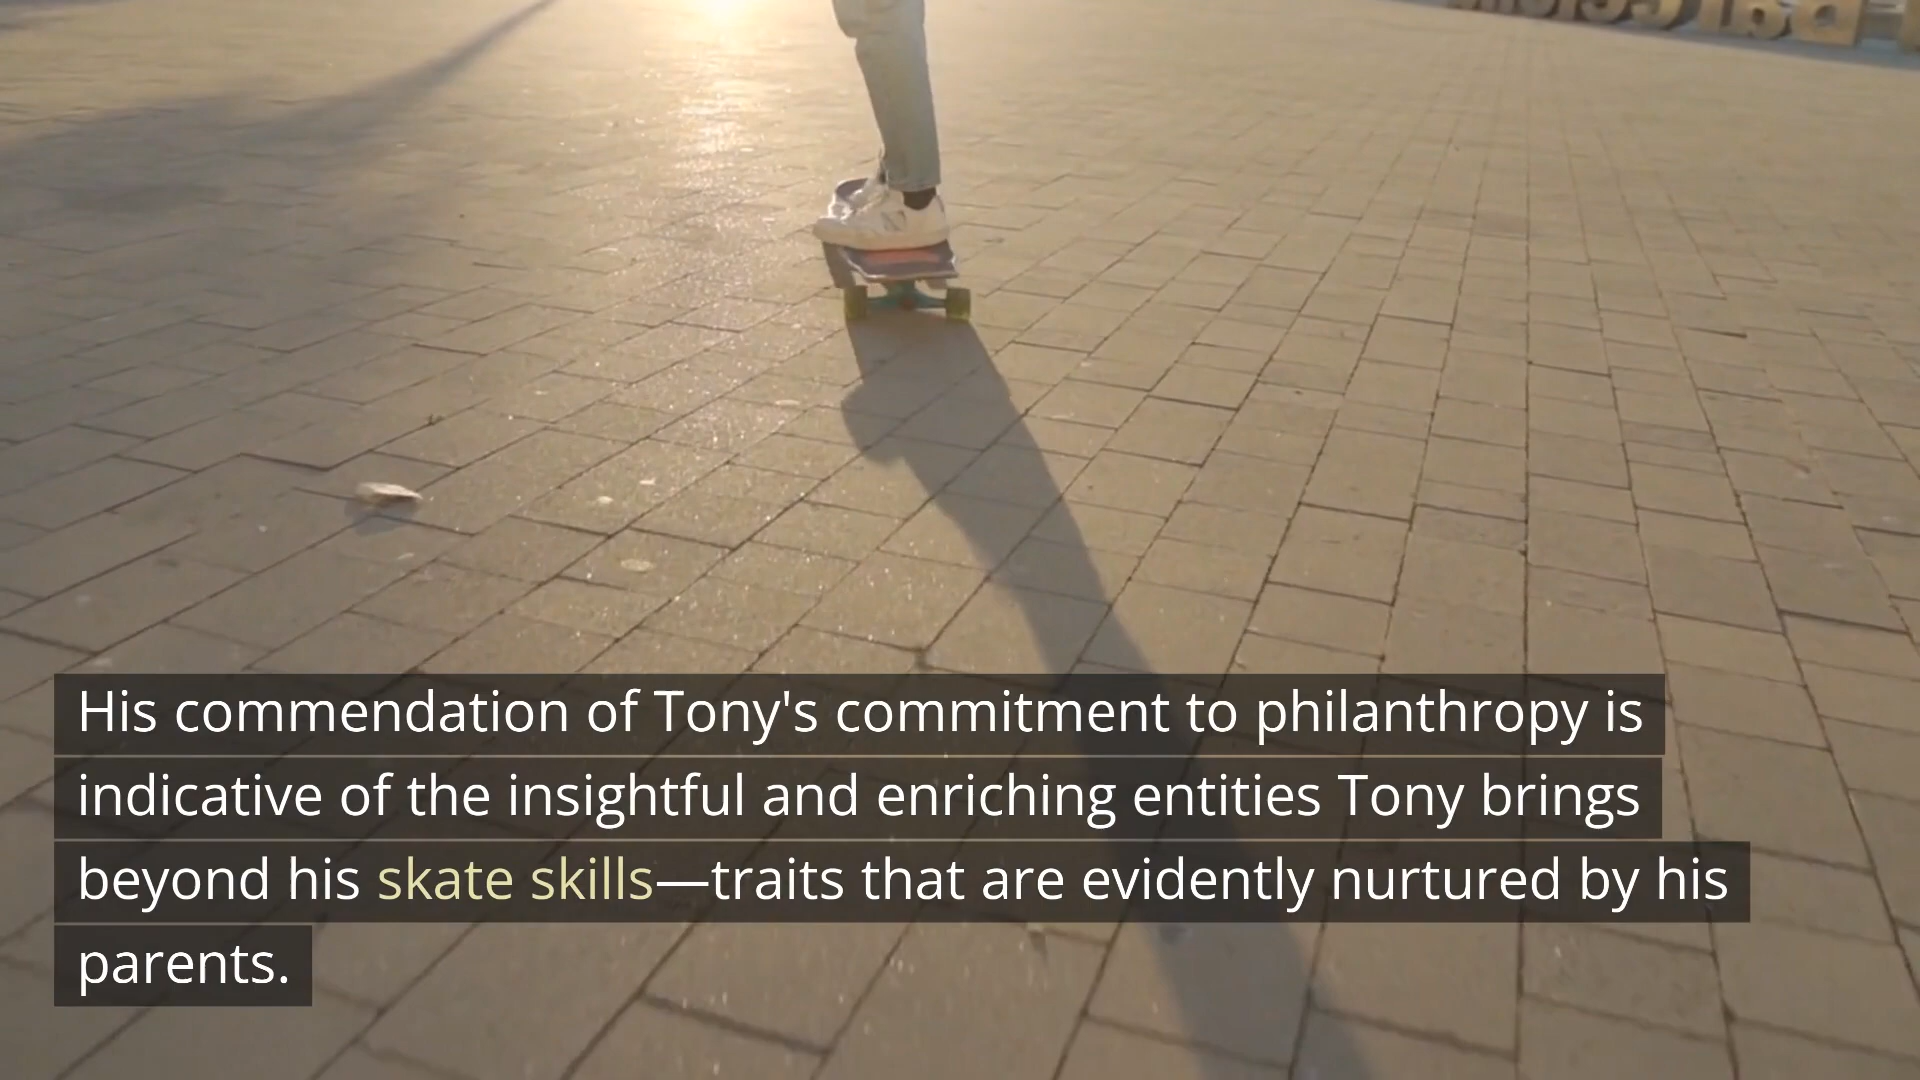 His commendation of Tony's commitment to philanthropy is
indicative of the insightful and enriching entities Tony brings
beyond his skate skills—traits that are evidently nurtured by his
parents.